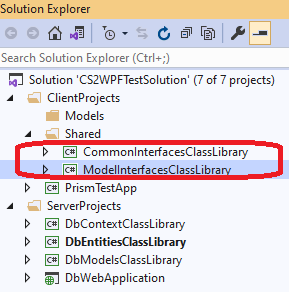 Solution Explorer
Search Solution Explorer (Ctrl+;)
Solution 'CS2WPFTestSolution' (7 of 7 projects)
ClientProjects
Models
Shared
C# CommonInterfacesClassLibrary
C# ModelInterfacesClassLibrary
C# PrismTestApp
ServerProjects
C# DbContextClassLibrary
C# DbEntitiesClassLibrary
C# DbModelsClassLibrary
C# DbWebApplication